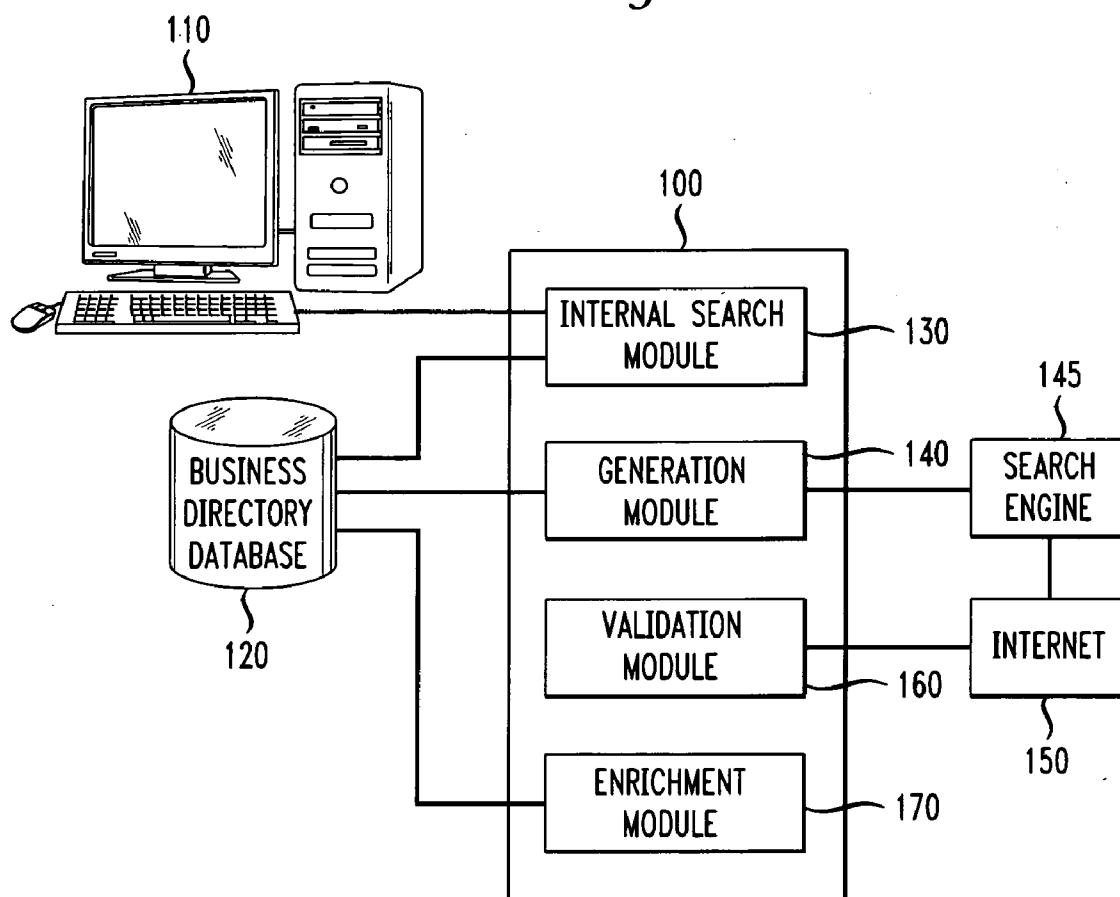 110
100
INTERNAL SEARCH
MODULE
130
BUSINESS
DIRECTORY
DATABASE
120
GENERATION
MODULE
140
145
SEARCH
ENGINE
VALIDATION
MODULE
160
INTERNET
150
ENRICHMENT
MODULE
170